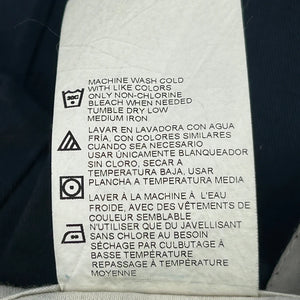 MACHINE WASH COLD
WITH LIKE COLORS
ONLY NON-CHLORINE
BLEACH WHEN NEEDED
TUMBLE DRY LOW
MEDIUM IRON
LAVAR EN LAVADORA CON AGUA
FRÍA, CON COLORES SIMILARES
CUANDO SEA NECESARIO
USAR ÚNICAMENTE BLANQUEADOR
SIN CLORO, SECAR A
TEMPERATURA BAJA, USAR
PLANCHA A TEMPERATURA MEDIA
LAVER À LA MACHINE À L'EAU
FROIDE, AVEC DES VÊTEMENTS DE
COULEUR SEMBLABLE
N'UTILISER QUE DU JAVELLISANT
SANS CHLORE AU BESOIN
SÉCHAGE PAR CULBUTAGE À
BASSE TEMPÉRATURE
REPASSAGE À TEMPÉRATURE
MOYENNE